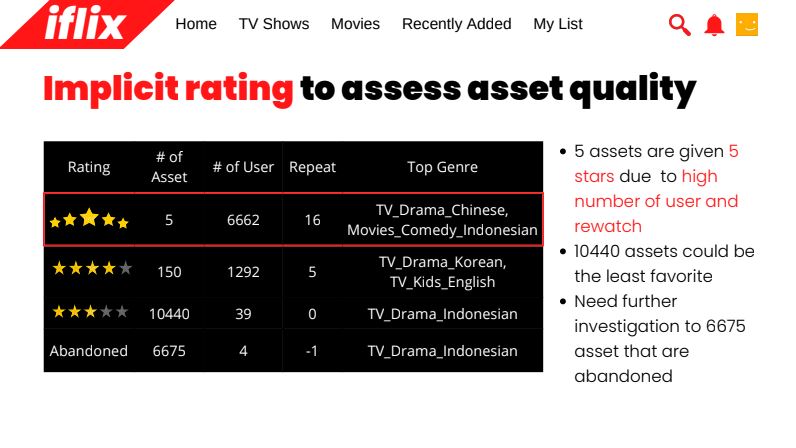 iflix
Home TV Shows Movies Recently Added My List
Implicit rating to assess asset quality
Rating # of Asset # of User Repeat Top Genre
5 6662 16 TV_Drama_Chinese,
Movies_Comedy_Indonesian
150 1292 5 TV_Drama_Korean,
TV_Kids_English
10440 39 0 TV_Drama_Indonesian
Abandoned 6675 4 -1 TV_Drama_Indonesian
• 5 assets are given 5
stars due to high
number of user and
rewatch
• 10440 assets could be
the least favorite
• Need further
investigation to 6675
asset that are
abandoned